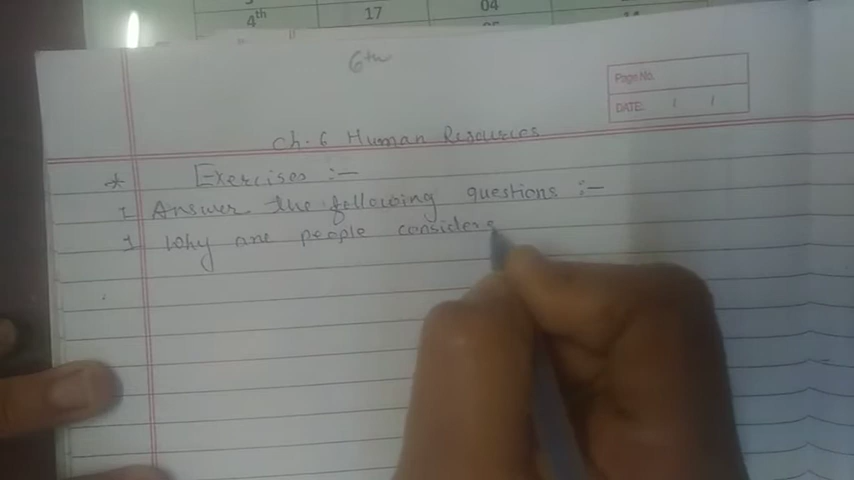 4th 17 04
6th
Page No.
DATE: / /
Ch. 6 Human Resources
* Exercises :-
I Answer the following questions :-
1 Why are people considere